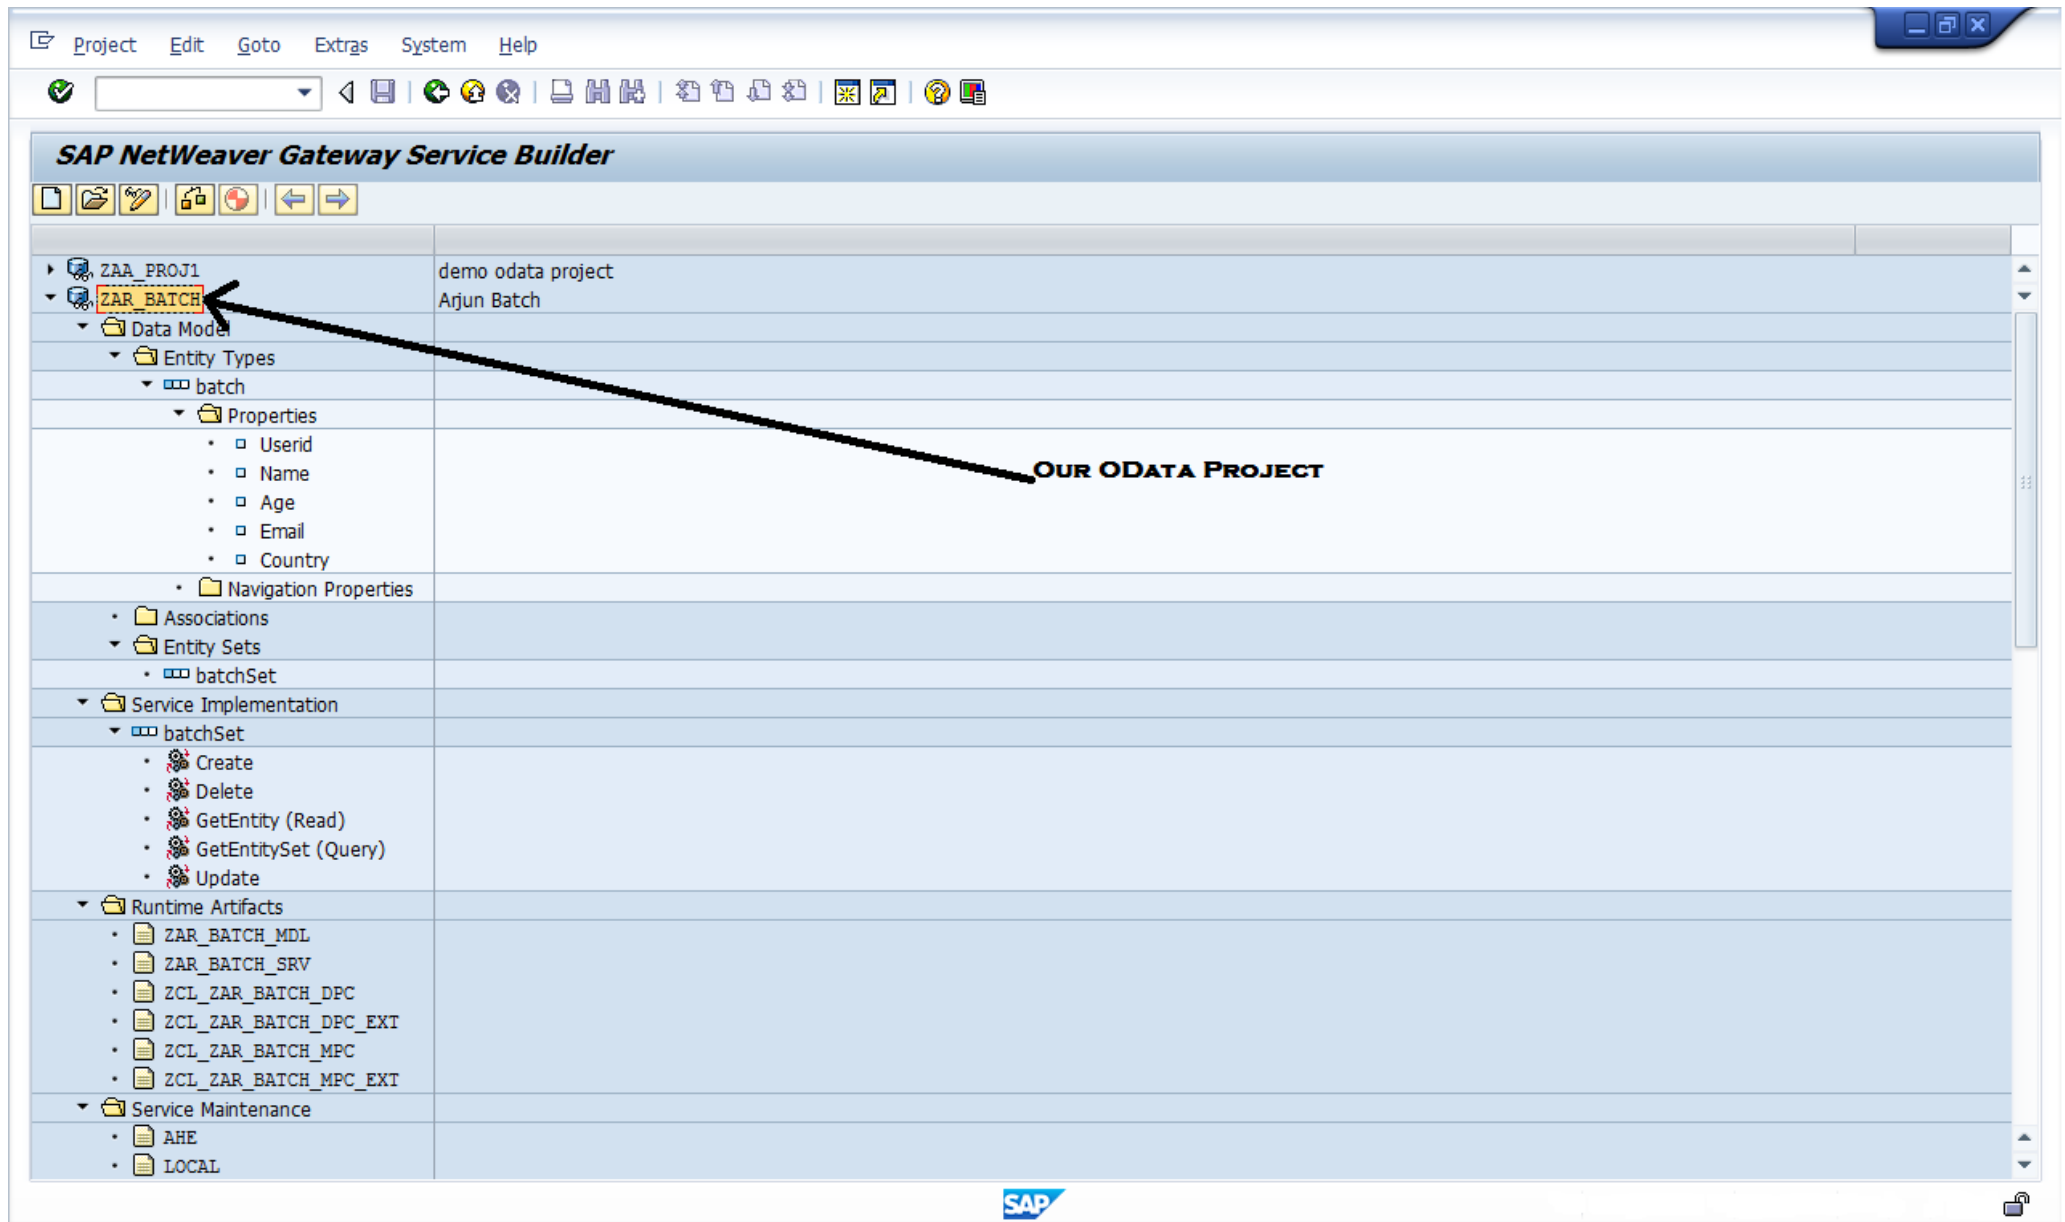 Project Edit Goto Extras System Help
SAP NetWeaver Gateway Service Builder
ZAA_PROJ1 demo odata project
ZAR_BATCH Arjun Batch
Data Model
Entity Types
batch
Properties
Userid
Name
OUR ODATA PROJECT
Age
Email
Country
Navigation Properties
Associations
Entity Sets
batchSet
Service Implementation
batchSet
Create
Delete
GetEntity (Read)
GetEntitySet (Query)
Update
Runtime Artifacts
ZAR_BATCH_MDL
ZAR_BATCH_SRV
ZCL_ZAR_BATCH_DPC
ZCL_ZAR_BATCH_DPC_EXT
ZCL_ZAR_BATCH_MPC
ZCL_ZAR_BATCH_MPC_EXT
Service Maintenance
AHE
LOCAL
SAP